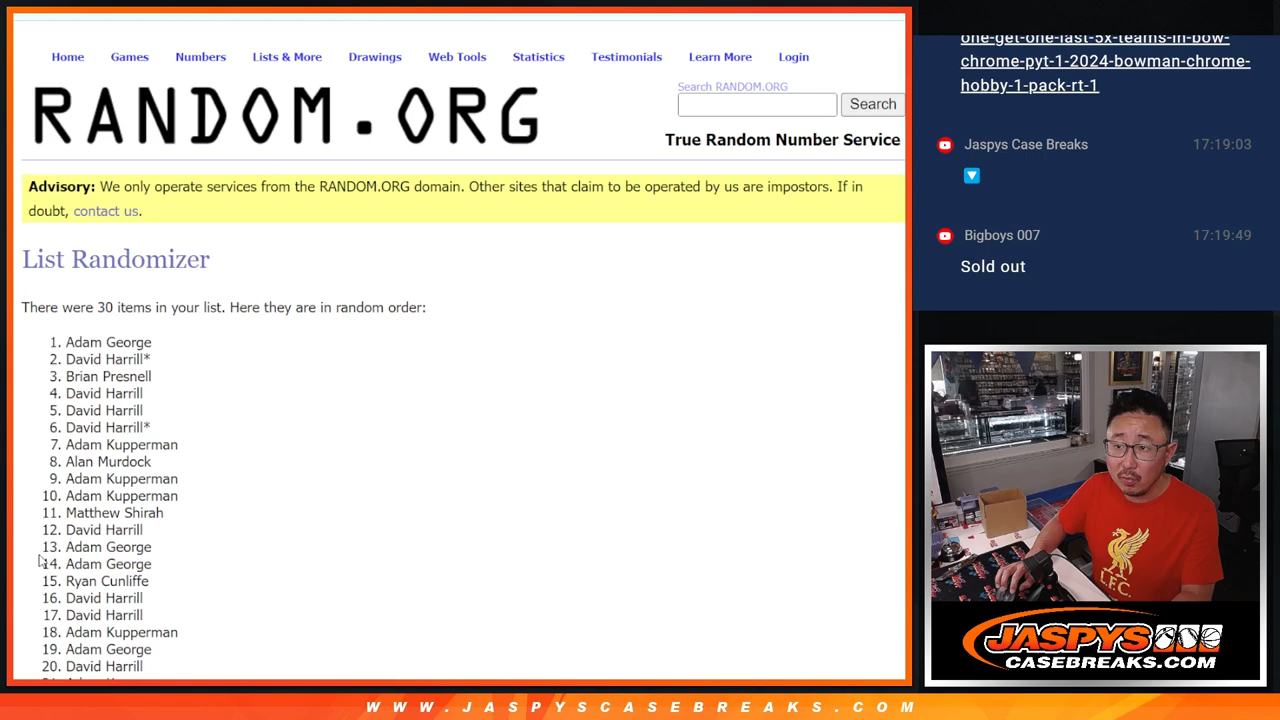 Home Games Numbers Lists & More Drawings Web Tools Statistics Testimonials Learn More Login
RANDOM.ORG
Search RANDOM.ORG
Search
True Random Number Service
Advisory: We only operate services from the RANDOM.ORG domain. Other sites that claim to be operated by us are impostors. If in
doubt, contact us.
List Randomizer
There were 30 items in your list. Here they are in random order:
1. Adam George
2. David Harrill*
3. Brian Presnell
4. David Harrill
5. David Harrill
6. David Harrill*
7. Adam Kupperman
8. Alan Murdock
9. Adam Kupperman
10. Adam Kupperman
11. Matthew Shirah
12. David Harrill
13. Adam George
14. Adam George
15. Ryan Cunliffe
16. David Harrill
17. David Harrill
18. Adam Kupperman
19. Adam George
20. David Harrill
one-get-one-last-5x-teams-in-bow-
chrome-pyt-1-2024-bowman-chrome-
hobby-1-pack-rt-1
Jaspys Case Breaks 17:19:03
Bigboys 007 17:19:49
Sold out
L.F.C.
JASPYS
CASEBREAKS.COM
WWW.JASPYSCASEBREAKS.COM